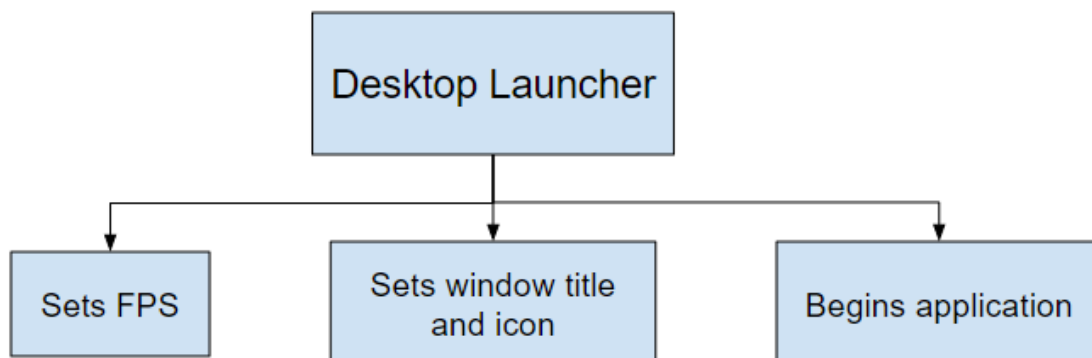 Desktop Launcher
Sets FPS
Sets window title
and icon
Begins application